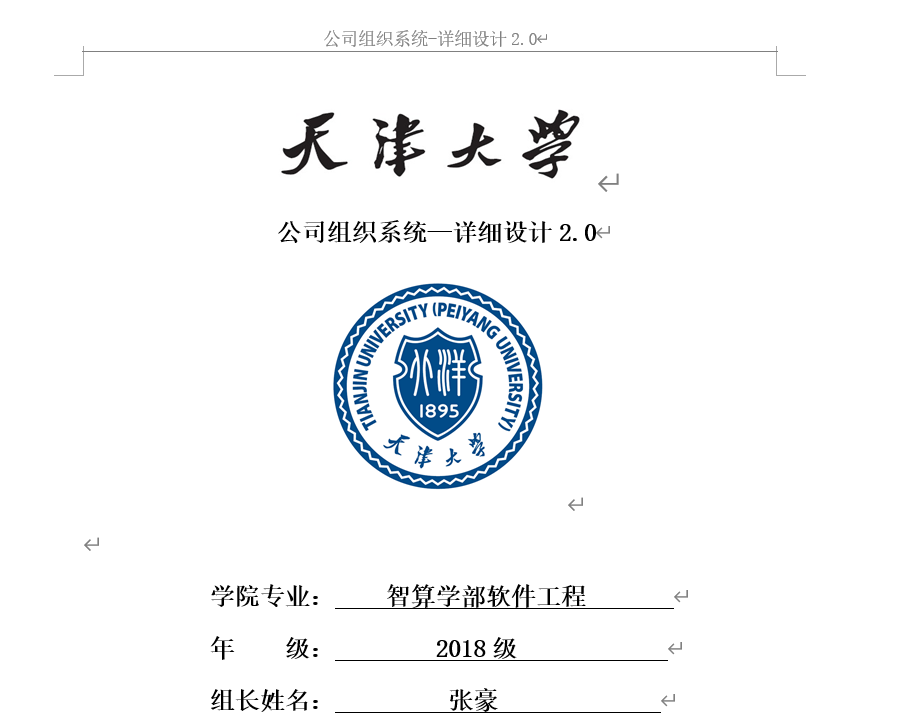 公司组织系统-详细设计 2.0
天津大学
公司组织系统—详细设计 2.0
TIANJIN UNIVERSITY (PEIYANG UNIVERSITY)
北洋
1895
天津大学
学院专业： 智算学部软件工程
年 级： 2018 级
组长姓名： 张豪